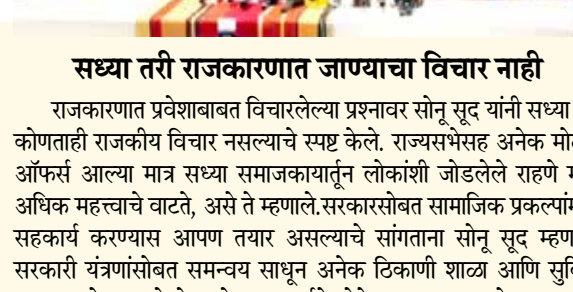 सध्या तरी राजकारणात जाण्याचा विचार नाही
राजकारणात प्रवेशाबाबत विचारलेल्या प्रश्नावर सोनू सूद यांनी सध्या
कोणताही राजकीय विचार नसल्याचे स्पष्ट केले. राज्यसभेसह अनेक
ऑफर्स आल्या मात्र सध्या समाजकार्यातून लोकांशी जोडलेले राहणे
अधिक महत्त्वाचे वाटते, असे ते म्हणाले.सरकारसोबत सामाजिक
सहकार्य करण्यास आपण तयार असल्याचे सांगताना सोनू सूद
सरकारी यंत्रणांसोबत समन्वय साधून अनेक ठिकाणी शाळा आणि